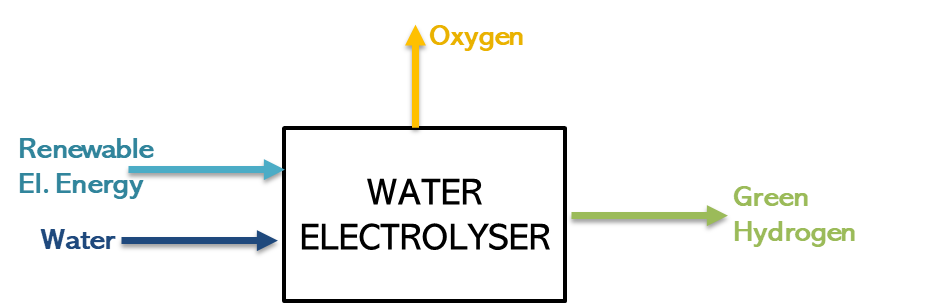 Oxygen
Renewable
El. Energy
WATER
ELECTROLYSER
Water
Green
Hydrogen